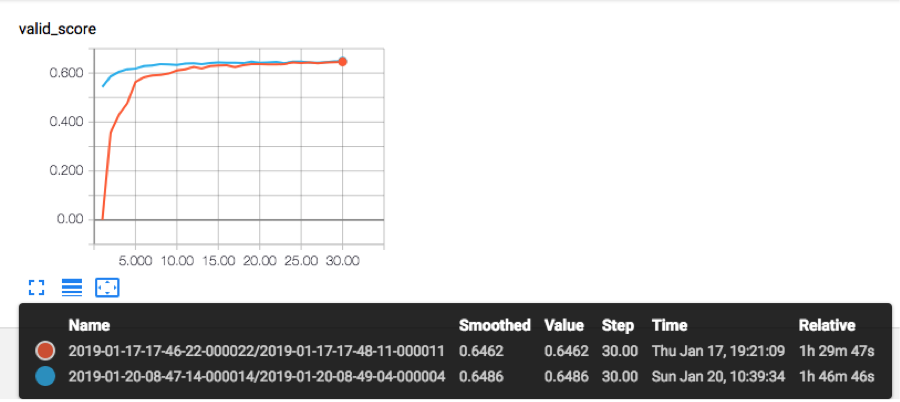 valid_score
0.600
0.400
0.200
0.00
5.000 10.00 15.00 20.00 25.00 30.00
Name Smoothed Value Step Time Relative
2019-01-17-17-46-22-000022/2019-01-17-17-48-11-000011 0.6462 0.6462 30.00 Thu Jan 17, 19:21:09 1h 29m 47s
2019-01-20-08-47-14-000014/2019-01-20-08-49-04-000004 0.6486 0.6486 30.00 Sun Jan 20, 10:39:34 1h 46m 46s